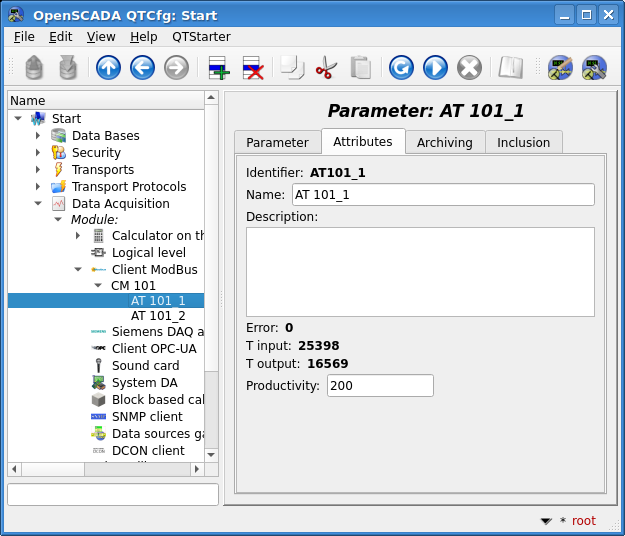 OpenSCADA QTCfg: Start
File Edit View Help QTStarter
Name
Start
Data Bases
Security
Transports
Transport Protocols
Data Acquisition
Module:
Calculator on th
Logical level
Client ModBus
CM 101
AT 101_1
AT 101_2
Siemens DAQ a
Client OPC-UA
Sound card
System DA
Block based cal
SNMP client
Data sources ga
DCON client
Parameter: AT 101_1
Parameter Attributes Archiving Inclusion
Identifier: AT101_1
Name: AT 101_1
Description:
Error: 0
T input: 25398
T output: 16569
Productivity: 200
* root